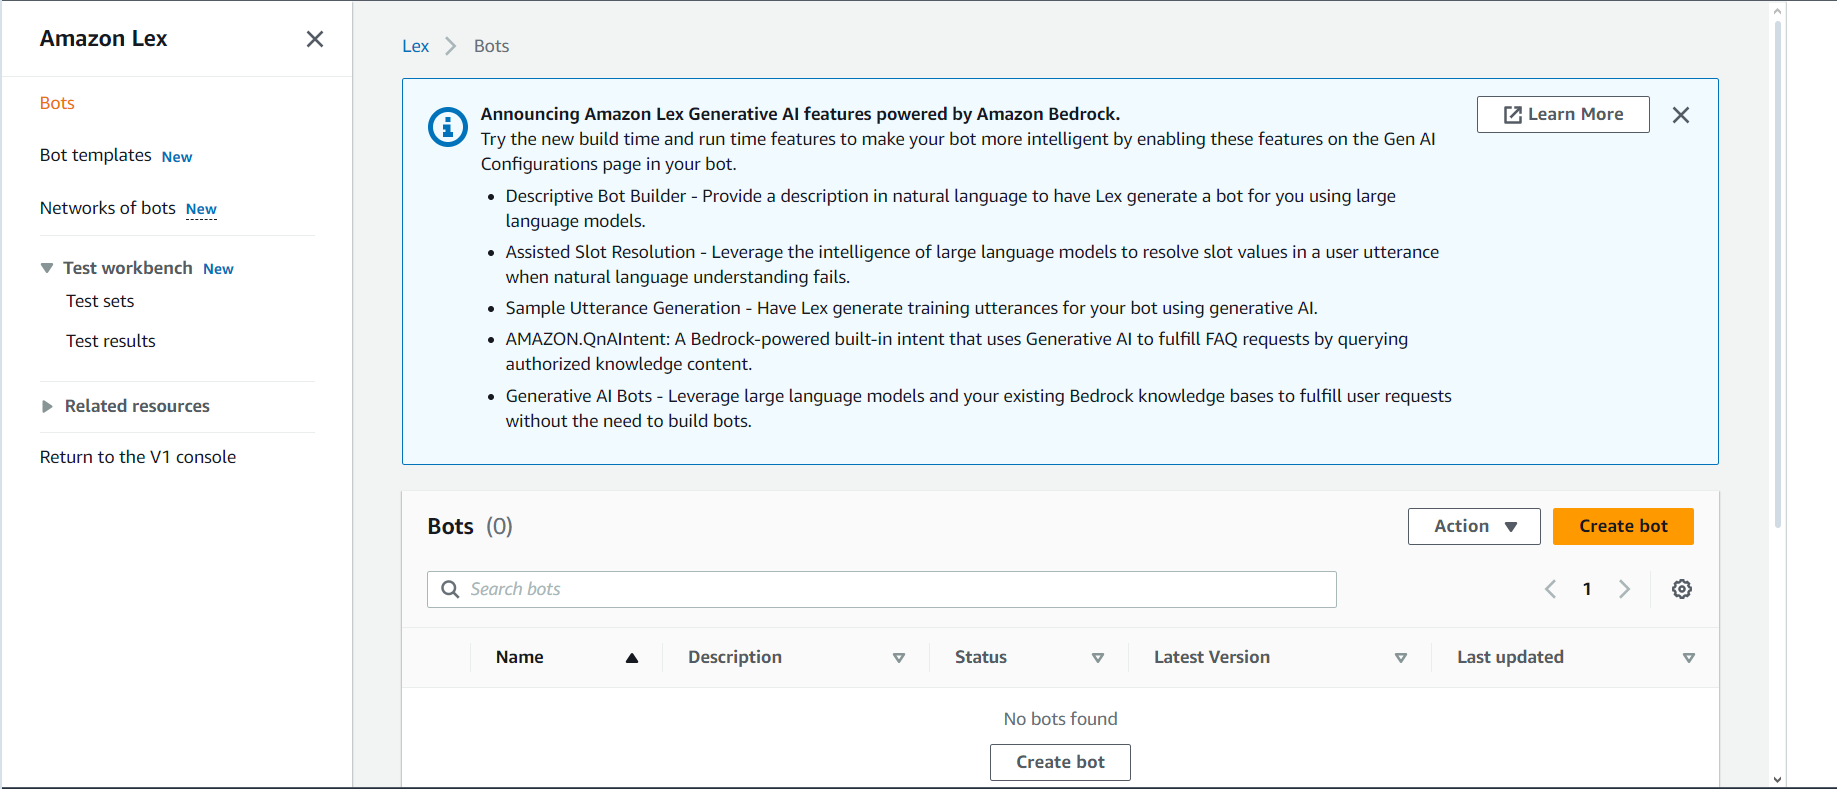 Amazon Lex
Bots
Bot templates New
Networks of bots New
Test workbench New
Test sets
Test results
Related resources
Return to the V1 console
Lex > Bots
Announcing Amazon Lex Generative AI features powered by Amazon Bedrock.
Try the new build time and run time features to make your bot more intelligent by enabling these features on the Gen AI
Configurations page in your bot.
• Descriptive Bot Builder - Provide a description in natural language to have Lex generate a bot for you using large
language models.
• Assisted Slot Resolution - Leverage the intelligence of large language models to resolve slot values in a user utterance
when natural language understanding fails.
• Sample Utterance Generation - Have Lex generate training utterances for your bot using generative AI.
• AMAZON.QnAIntent: A Bedrock-powered built-in intent that uses Generative AI to fulfill FAQ requests by querying
authorized knowledge content.
• Generative AI Bots - Leverage large language models and your existing Bedrock knowledge bases to fulfill user requests
without the need to build bots.
Learn More
Bots (0)
Action
Create bot
Search bots
1
Name Description Status Latest Version Last updated
No bots found
Create bot